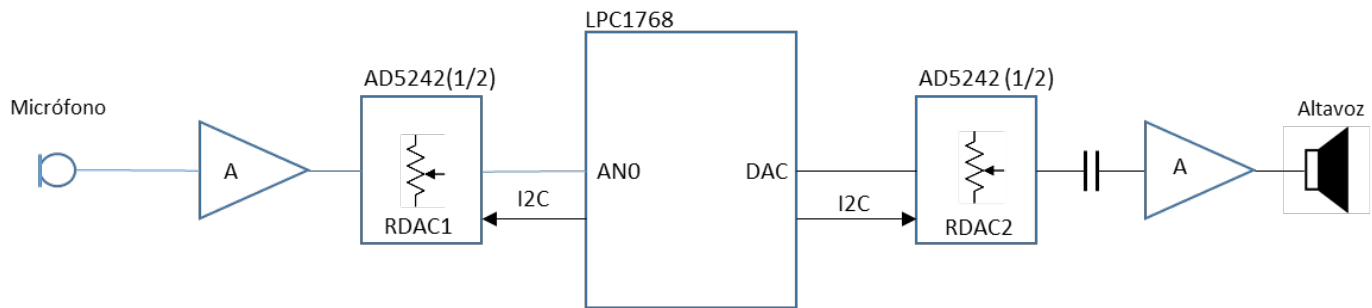 LPC1768
AD5242(1/2)
AD5242 (1/2)
Micrófono
Altavoz
A
AN0
DAC
A
I2C
I2C
RDAC1
RDAC2